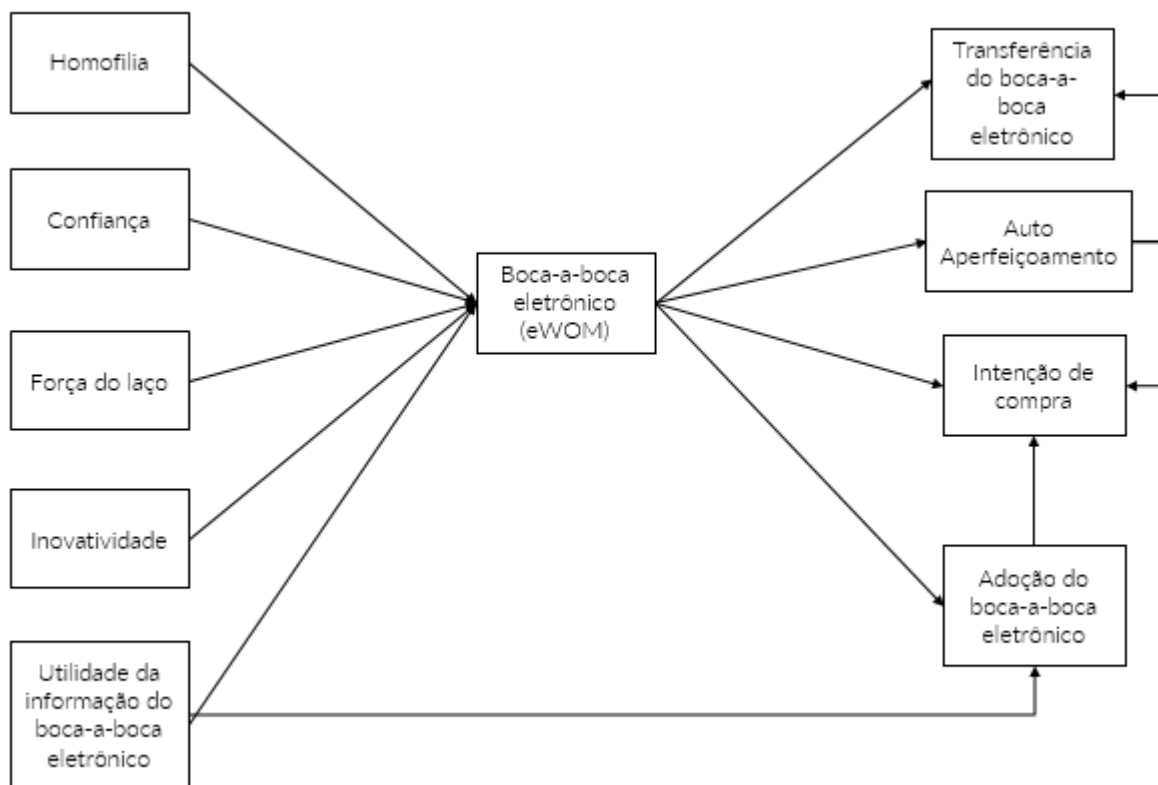 Homofilia
Confiança
Força do laço
Inovatividade
Utilidade da
informação do
boca-a-boca
eletrônico
Boca-a-boca
eletrônico
(eWOM)
Transferência
do boca-a-
boca
eletrônico
Auto
Aperfeiçoamento
Intenção de
compra
Adoção do
boca-a-boca
eletrônico